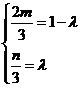 2m/3 = 1 − λ
n/3 = λ